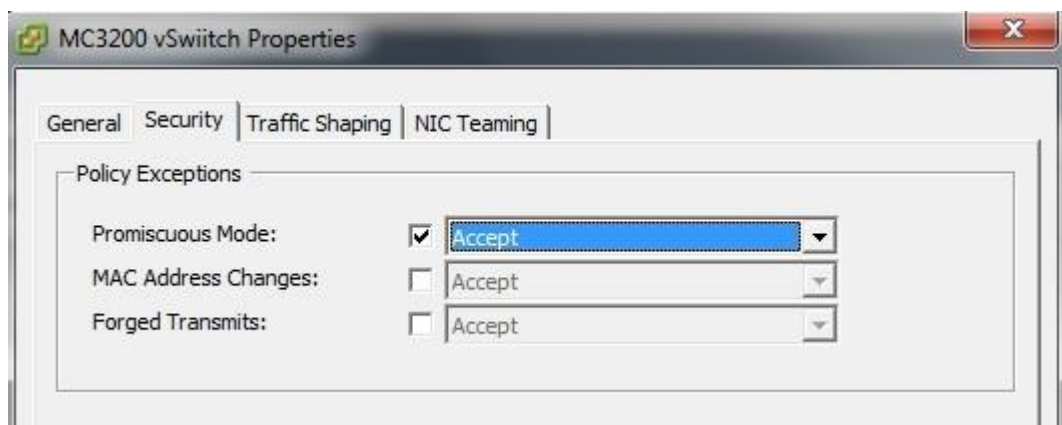 MC3200 vSwiitch Properties
General Security Traffic Shaping NIC Teaming
Policy Exceptions
Promiscuous Mode: Accept
MAC Address Changes: Accept
Forged Transmits: Accept